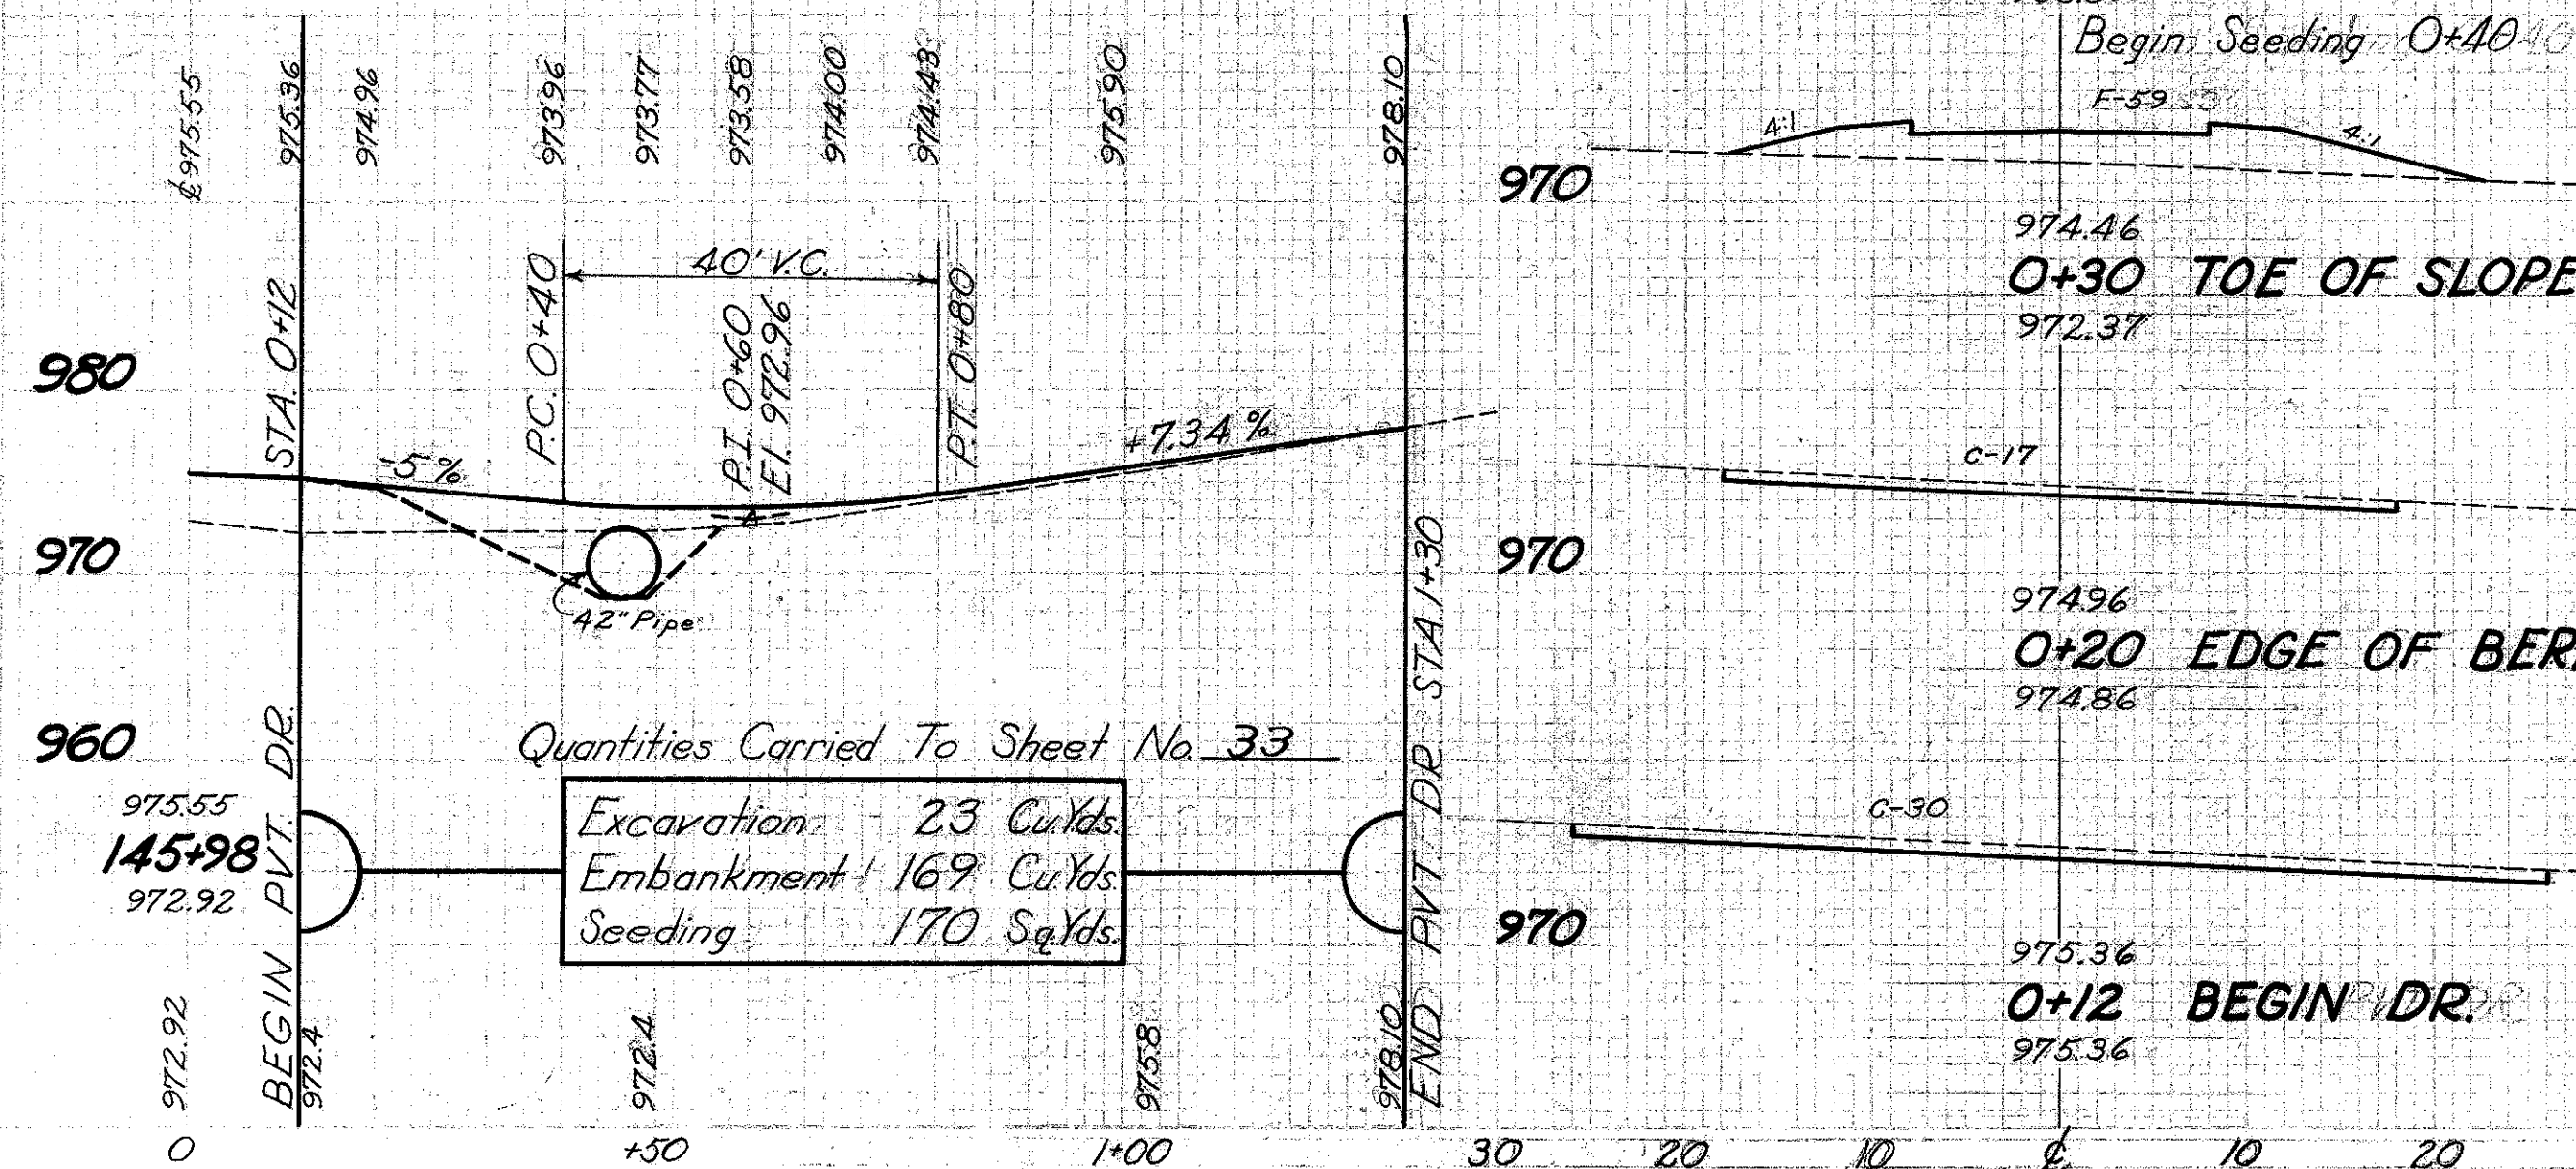 ℄ 975.55
975.36
974.96
973.96
973.77
973.58
974.00
974.43
975.90
978.10
STA. 0+12
P.C. 0+40
40' V.C.
P.I. 0+60
El. 972.96
P.T. 0+80
980
-5%
+7.34%
970
42" Pipe
960
Quantities Carried To Sheet No. 33
975.55
145+98
972.92
Excavation 23 Cu.Yds.
Embankment 169 Cu.Yds.
Seeding 170 Sq.Yds.
BEGIN PVT. DR.
END PVT. DR. STA. 1+30
972.92
972.4
972.4
975.8
978.10
0 +50 1+00
Begin Seeding 0+40
F-59
4:1
4:1
970
974.46
0+30 TOE OF SLOPE
972.37
C-17
970
974.96
0+20 EDGE OF
974.86
C-30
970
975.36
0+12 BEGIN DR.
975.36
30 20 10 ℄ 10 20